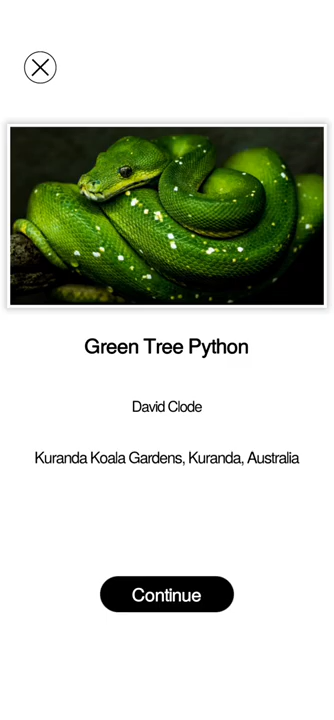 Green Tree Python
David Clode
Kuranda Koala Gardens, Kuranda, Australia
Continue